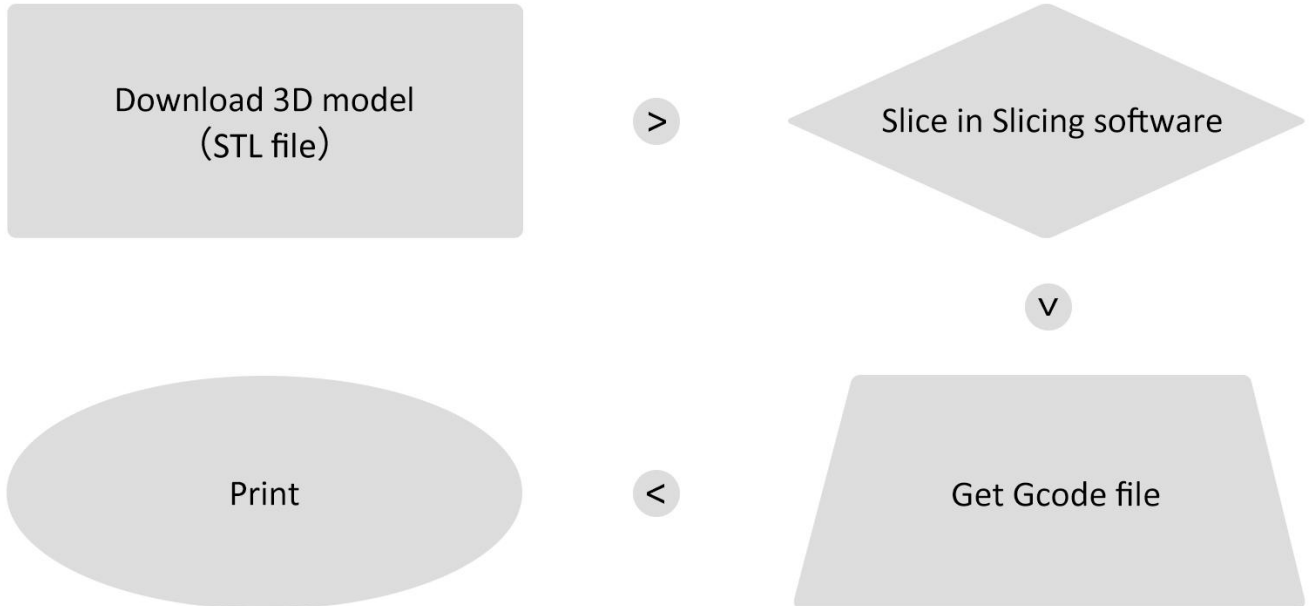 Download 3D model
（STL file）
>
Slice in Slicing software
>
Get Gcode file
<
Print